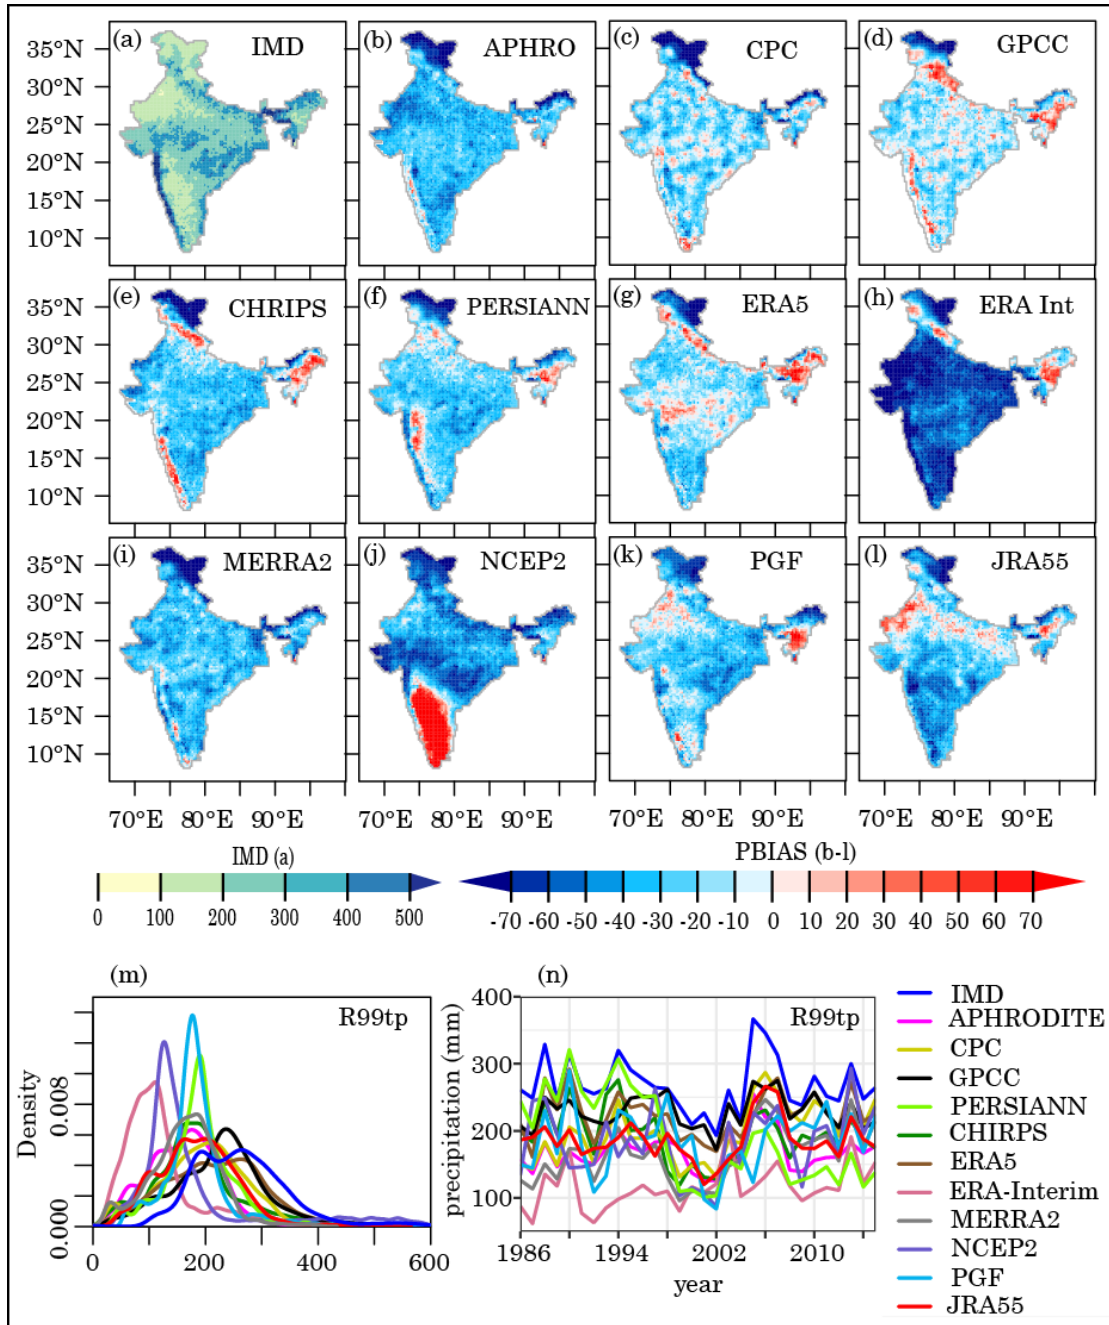 (a) IMD (b) APHRO (c) CPC (d) GPCC
35°N
30°N
25°N
20°N
15°N
10°N
(e) CHRIPS (f) PERSIANN (g) ERA5 (h) ERA Int
35°N
30°N
25°N
20°N
15°N
10°N
(i) MERRA2 (j) NCEP2 (k) PGF (l) JRA55
35°N
30°N
25°N
20°N
15°N
10°N
70°E 80°E 90°E 70°E 80°E 90°E 70°E 80°E 90°E 70°E 80°E 90°E
IMD (a) PBIAS (b-l)
0 100 200 300 400 500
-70 -60 -50 -40 -30 -20 -10 0 10 20 30 40 50 60 70
(m) R99tp
Density
0.008
0.000
0 200 400 600
(n) R99tp
precipitation (mm)
400
300
200
100
1986 1994 2002 2010
year
IMD
APHRODITE
CPC
GPCC
PERSIANN
CHIRPS
ERA5
ERA-Interim
MERRA2
NCEP2
PGF
JRA55